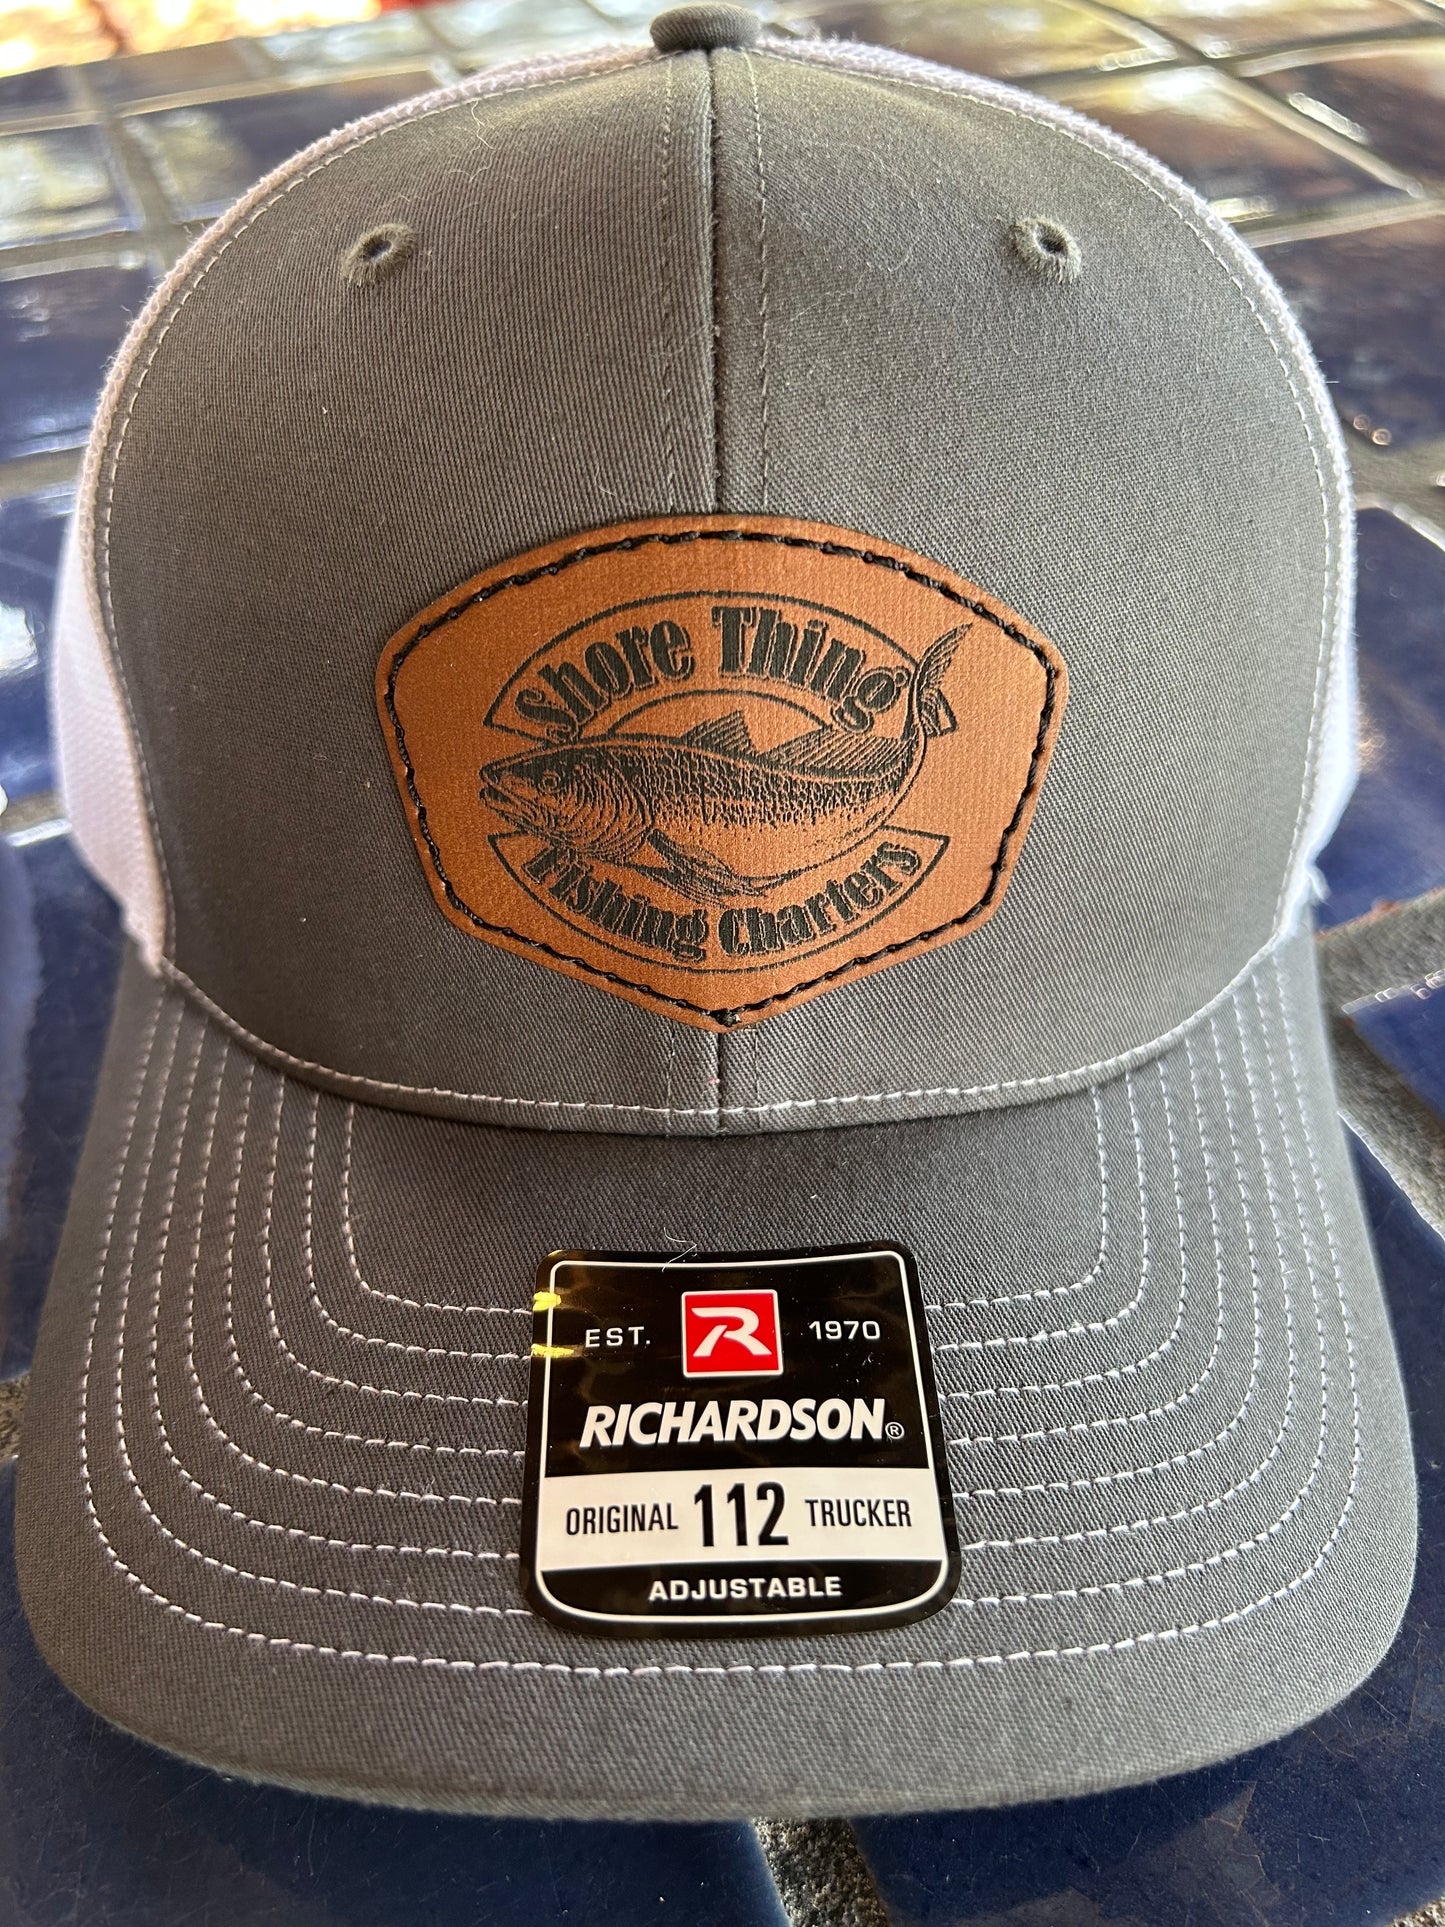 Shore Thing
Fishing Charters
EST. R 1970
RICHARDSON®
ORIGINAL 112 TRUCKER
ADJUSTABLE